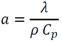 a = λ / (ρ C_p)